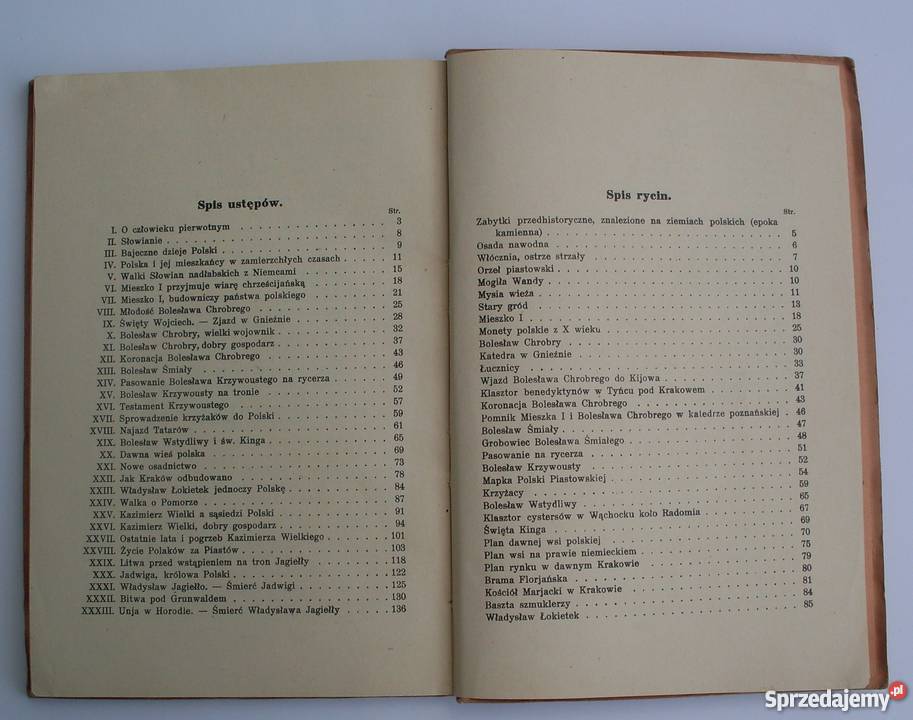 Spis ustępów.
Str.
I. O człowieku pierwotnym . . . . . . . . 3
II. Słowianie . . . . . . . . 8
III. Bajeczne dzieje Polski . . . . . . . . 9
IV. Polska i jej mieszkańcy w zamierzchłych czasach . . . . 11
V. Walki Słowian nadłabskich z Niemcami . . . . . 15
VI. Mieszko I przyjmuje wiarę chrześcijańską . . . . . 18
VII. Mieszko I, budowniczy państwa polskiego . . . . . 21
VIII. Młodość Bolesława Chrobrego . . . . . . 25
IX. Święty Wojciech. — Zjazd w Gnieźnie . . . . . 28
X. Bolesław Chrobry, wielki wojownik . . . . . . 32
XI. Bolesław Chrobry, dobry gospodarz . . . . . . 37
XII. Koronacja Bolesława Chrobrego . . . . . . 43
XIII. Bolesław Śmiały . . . . . . . . 46
XIV. Pasowanie Bolesława Krzywoustego na rycerza . . . . 49
XV. Bolesław Krzywousty na tronie . . . . . . 52
XVI. Testament Krzywoustego . . . . . . . 57
XVII. Sprowadzenie krzyżaków do Polski . . . . . 59
XVIII. Najazd Tatarów . . . . . . . . 61
XIX. Bolesław Wstydliwy i św. Kinga . . . . . . 65
XX. Dawna wieś polska . . . . . . . . 69
XXI. Nowe osadnictwo . . . . . . . . 73
XXII. Jak Kraków odbudowano . . . . . . . 78
XXIII. Władysław Łokietek jednoczy Polskę . . . . . 84
XXIV. Walka o Pomorze . . . . . . . . 87
XXV. Kazimierz Wielki a sąsiedzi Polski . . . . . . 91
XXVI. Kazimierz Wielki, dobry gospodarz . . . . . . 94
XXVII. Ostatnie lata i pogrzeb Kazimierza Wielkiego . . . . 101
XXVIII. Życie Polaków za Piastów . . . . . . . 103
XXIX. Litwa przed wstąpieniem na tron Jagiełły . . . . 118
XXX. Jadwiga, królowa Polski . . . . . . . 122
XXXI. Władysław Jagiełło. — Śmierć Jadwigi . . . . . 125
XXXII. Bitwa pod Grunwaldem . . . . . . . 130
XXXIII. Unja w Horodle. — Śmierć Władysława Jagiełły . . . . 136
Spis rycin.
Str.
Zabytki przedhistoryczne, znalezione na ziemiach polskich (epoka
kamienna) . . . . . . . . 5
Osada nawodna . . . . . . . . 6
Włócznia, ostrze strzały . . . . . . . . 7
Orzeł piastowski . . . . . . . . 10
Mogiła Wandy . . . . . . . . 10
Mysia wieża . . . . . . . . 11
Stary gród . . . . . . . . 13
Mieszko I . . . . . . . . 18
Monety polskie z X wieku . . . . . . . 25
Bolesław Chrobry . . . . . . . . 30
Katedra w Gnieźnie . . . . . . . . 30
Łucznicy . . . . . . . . 33
Wjazd Bolesława Chrobrego do Kijowa . . . . . . 37
Klasztor benedyktynów w Tyńcu pod Krakowem . . . . . 41
Koronacja Bolesława Chrobrego . . . . . . . 43
Pomnik Mieszka I i Bolesława Chrobrego w katedrze poznańskiej . 46
Bolesław Śmiały . . . . . . . . 47
Grobowiec Bolesława Śmiałego . . . . . . . 48
Pasowanie na rycerza . . . . . . . . 51
Bolesław Krzywousty . . . . . . . . 52
Mapka Polski Piastowskiej . . . . . . . 54
Krzyżacy . . . . . . . . 59
Bolesław Wstydliwy . . . . . . . . 65
Klasztor cystersów w Wąchocku koło Radomia . . . . . 67
Święta Kinga . . . . . . . . 69
Plan dawnej wsi polskiej . . . . . . . 70
Plan wsi na prawie niemieckiem . . . . . . . 75
Plan rynku w dawnym Krakowie . . . . . . . 79
Brama Florjańska . . . . . . . . 80
Kościół Marjacki w Krakowie . . . . . . . 81
Baszta szmuklerzy . . . . . . . . 84
Władysław Łokietek . . . . . . . . 85
Sprzedajemy.pl